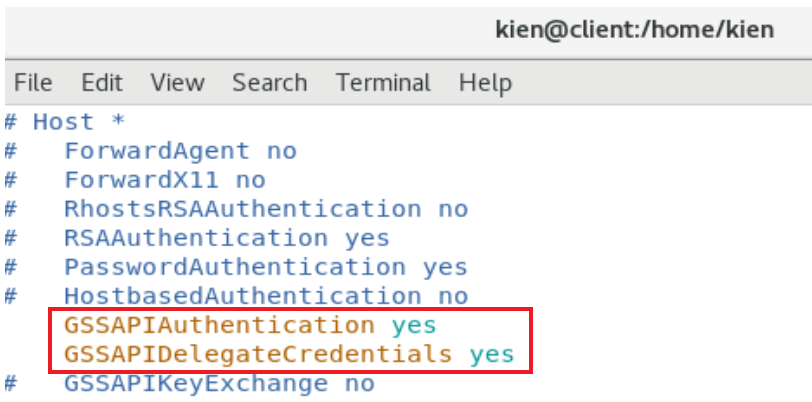 kien@client:/home/kien
File Edit View Search Terminal Help
# Host *
#   ForwardAgent no
#   ForwardX11 no
#   RhostsRSAAuthentication no
#   RSAAuthentication yes
#   PasswordAuthentication yes
#   HostbasedAuthentication no
    GSSAPIAuthentication yes
    GSSAPIDelegateCredentials yes
#   GSSAPIKeyExchange no